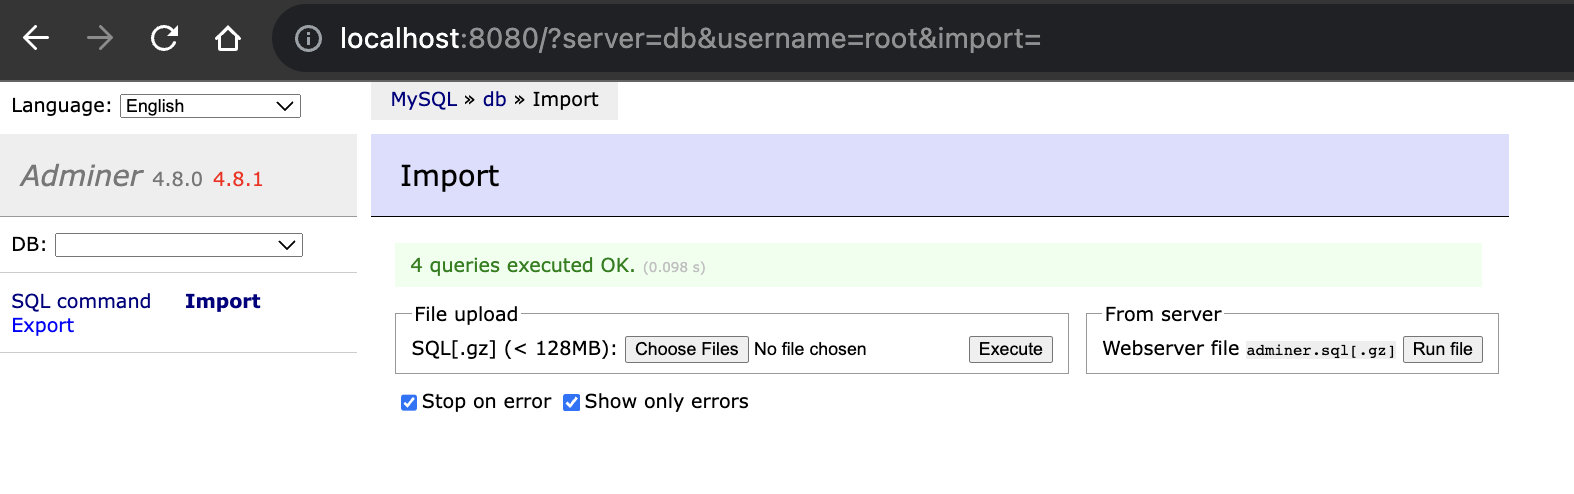 localhost:8080/?server=db&username=root&import=
Language: English
MySQL » db » Import
Adminer 4.8.0 4.8.1
Import
DB:
4 queries executed OK. (0.098 s)
SQL command Import
Export
File upload
SQL[.gz] (< 128MB): Choose Files No file chosen Execute
From server
Webserver file adminer.sql[.gz] Run file
Stop on error Show only errors